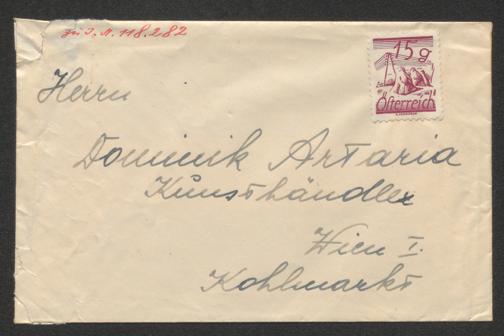 zu J. N. 118.282
15 g
Österreich
Herrn
Dominik Artaria
Kunsthändler
Wien I.
Kohlmarkt